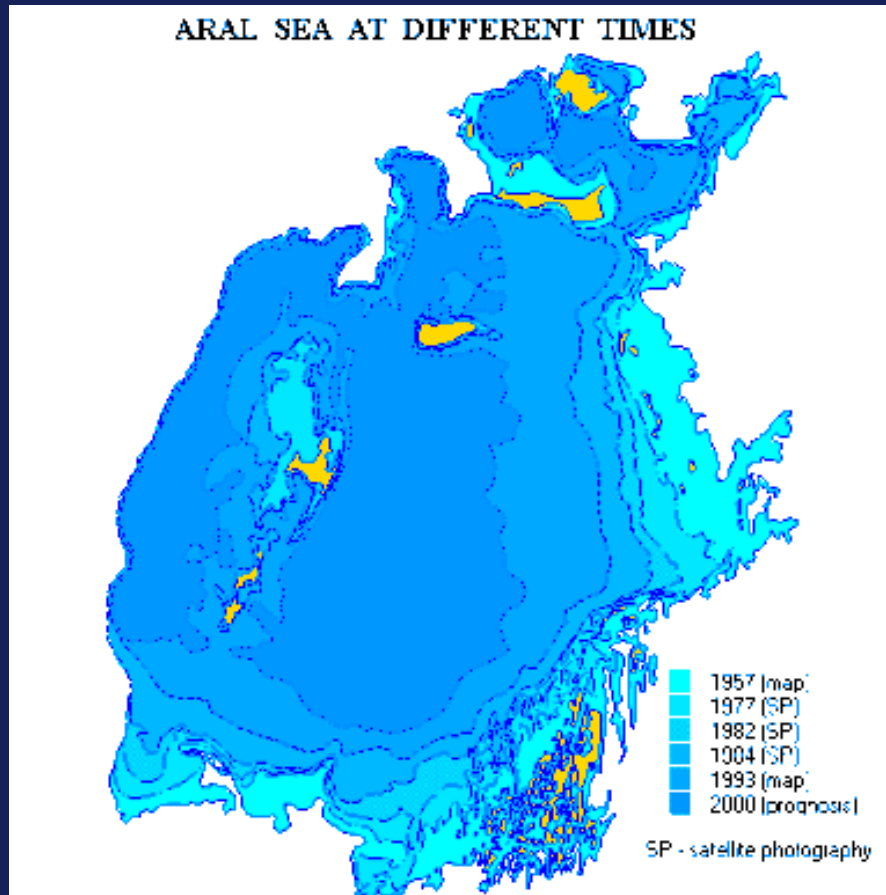 ARAL SEA AT DIFFERENT TIMES
1957 (map)
1977 (SP)
1982 (SP)
1984 (SP)
1993 (map)
2000 (prognosis)
SP - satellite photography